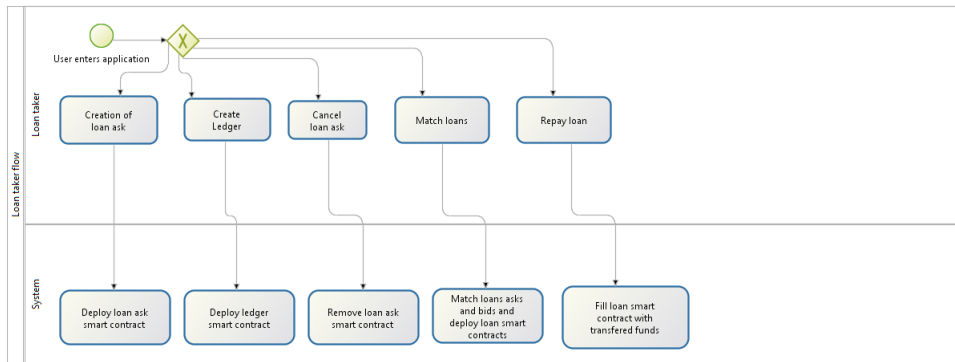 Loan taker flow
Loan taker
User enters application
X
Creation of
loan ask
Create
Ledger
Cancel
loan ask
Match loans
Repay loan
System
Deploy loan ask
smart contract
Deploy ledger
smart contract
Remove loan ask
smart contract
Match loans asks
and bids and
deploy loan smart
contracts
Fill loan smart
contract with
transfered funds